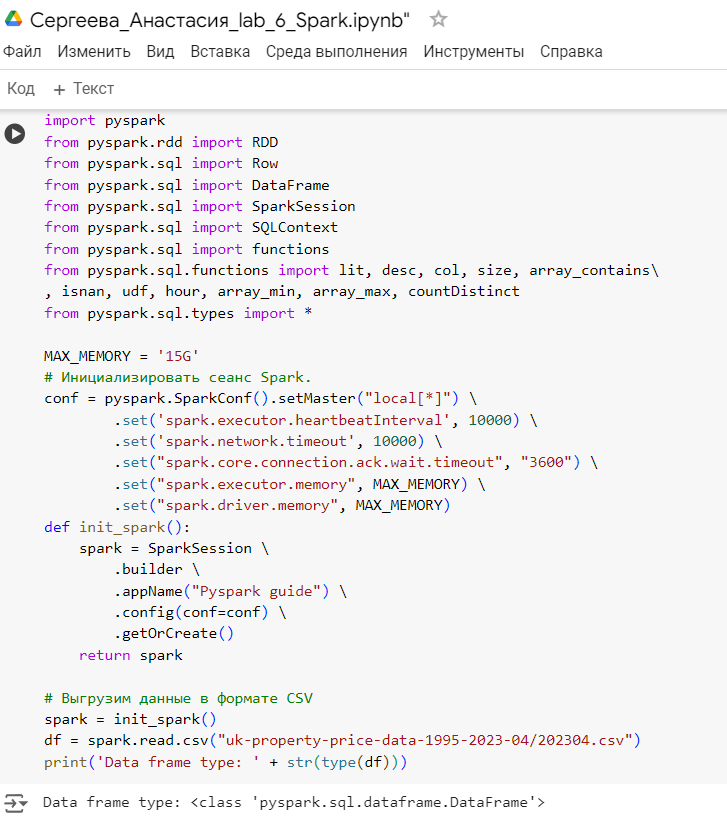 Сергеева_Анастасия_lab_6_Spark.ipynb"
Файл Изменить Вид Вставка Среда выполнения Инструменты Справка
Код + Текст
import pyspark
from pyspark.rdd import RDD
from pyspark.sql import Row
from pyspark.sql import DataFrame
from pyspark.sql import SparkSession
from pyspark.sql import SQLContext
from pyspark.sql import functions
from pyspark.sql.functions import lit, desc, col, size, array_contains\
, isnan, udf, hour, array_min, array_max, countDistinct
from pyspark.sql.types import *

MAX_MEMORY = '15G'
# Инициализировать сеанс Spark.
conf = pyspark.SparkConf().setMaster("local[*]") \
        .set('spark.executor.heartbeatInterval', 10000) \
        .set('spark.network.timeout', 10000) \
        .set("spark.core.connection.ack.wait.timeout", "3600") \
        .set("spark.executor.memory", MAX_MEMORY) \
        .set("spark.driver.memory", MAX_MEMORY)
def init_spark():
    spark = SparkSession \
        .builder \
        .appName("Pyspark guide") \
        .config(conf=conf) \
        .getOrCreate()
    return spark

# Выгрузим данные в формате CSV
spark = init_spark()
df = spark.read.csv("uk-property-price-data-1995-2023-04/202304.csv")
print('Data frame type: ' + str(type(df)))
Data frame type: <class 'pyspark.sql.dataframe.DataFrame'>